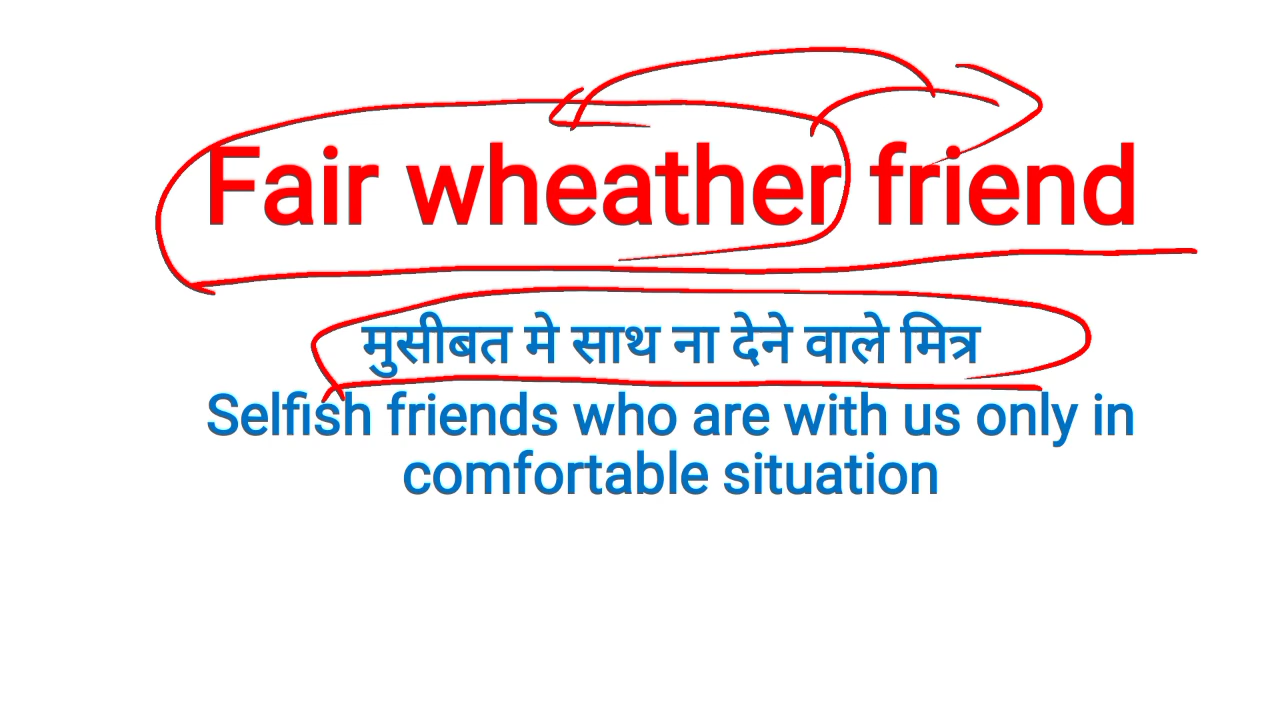 Fair wheather friend
मुसीबत मे साथ ना देने वाले मित्र
Selfish friends who are with us only in
comfortable situation